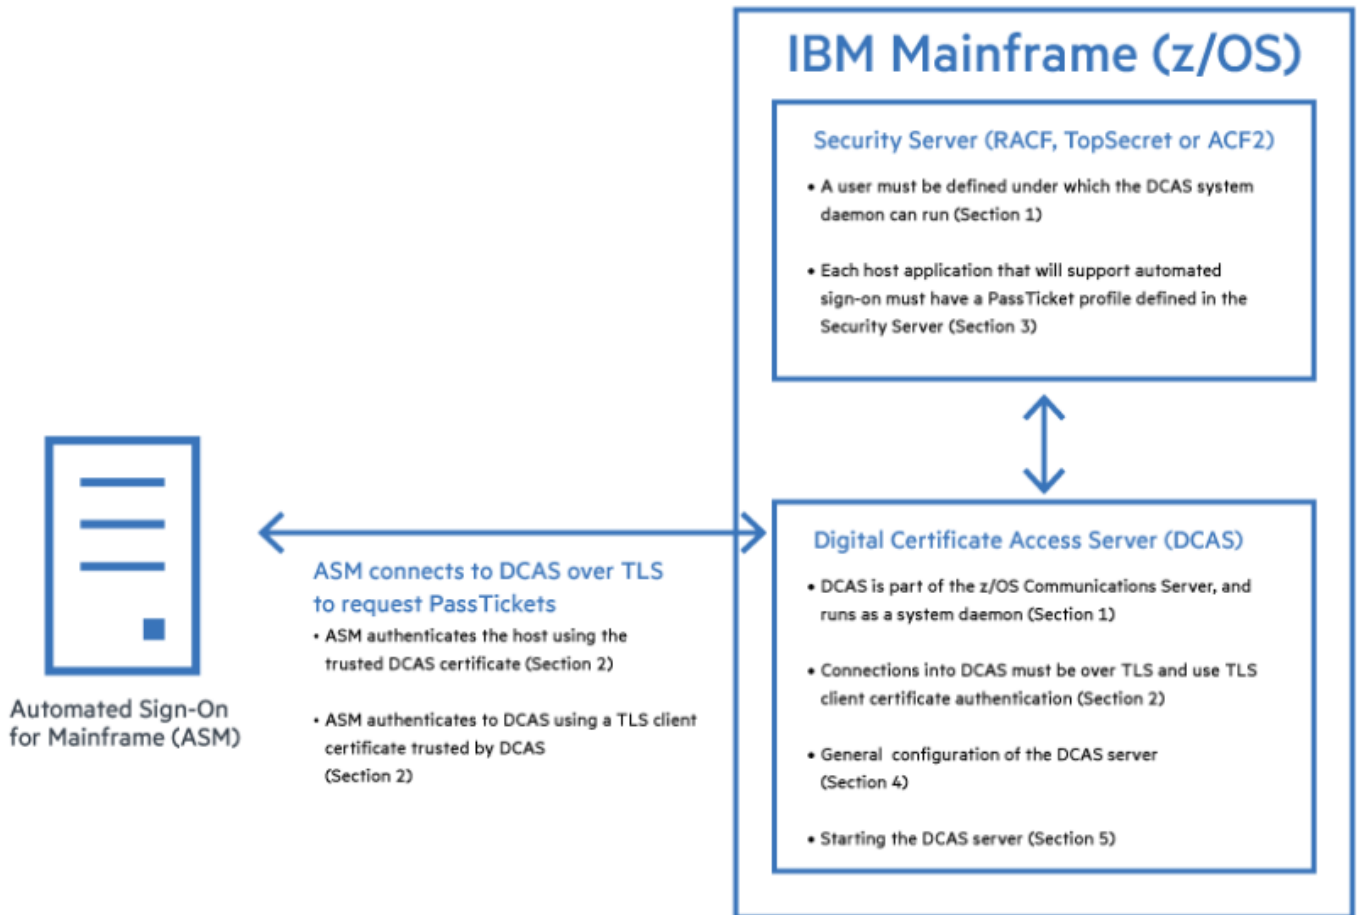 IBM Mainframe (z/OS)
Security Server (RACF, TopSecret or ACF2)
• A user must be defined under which the DCAS system
daemon can run (Section 1)
• Each host application that will support automated
sign-on must have a PassTicket profile defined in the
Security Server (Section 3)
Automated Sign-On
for Mainframe (ASM)
ASM connects to DCAS over TLS
to request PassTickets
• ASM authenticates the host using the
trusted DCAS certificate (Section 2)
• ASM authenticates to DCAS using a TLS client
certificate trusted by DCAS
(Section 2)
Digital Certificate Access Server (DCAS)
• DCAS is part of the z/OS Communications Server, and
runs as a system daemon (Section 1)
• Connections into DCAS must be over TLS and use TLS
client certificate authentication (Section 2)
• General configuration of the DCAS server
(Section 4)
• Starting the DCAS server (Section 5)